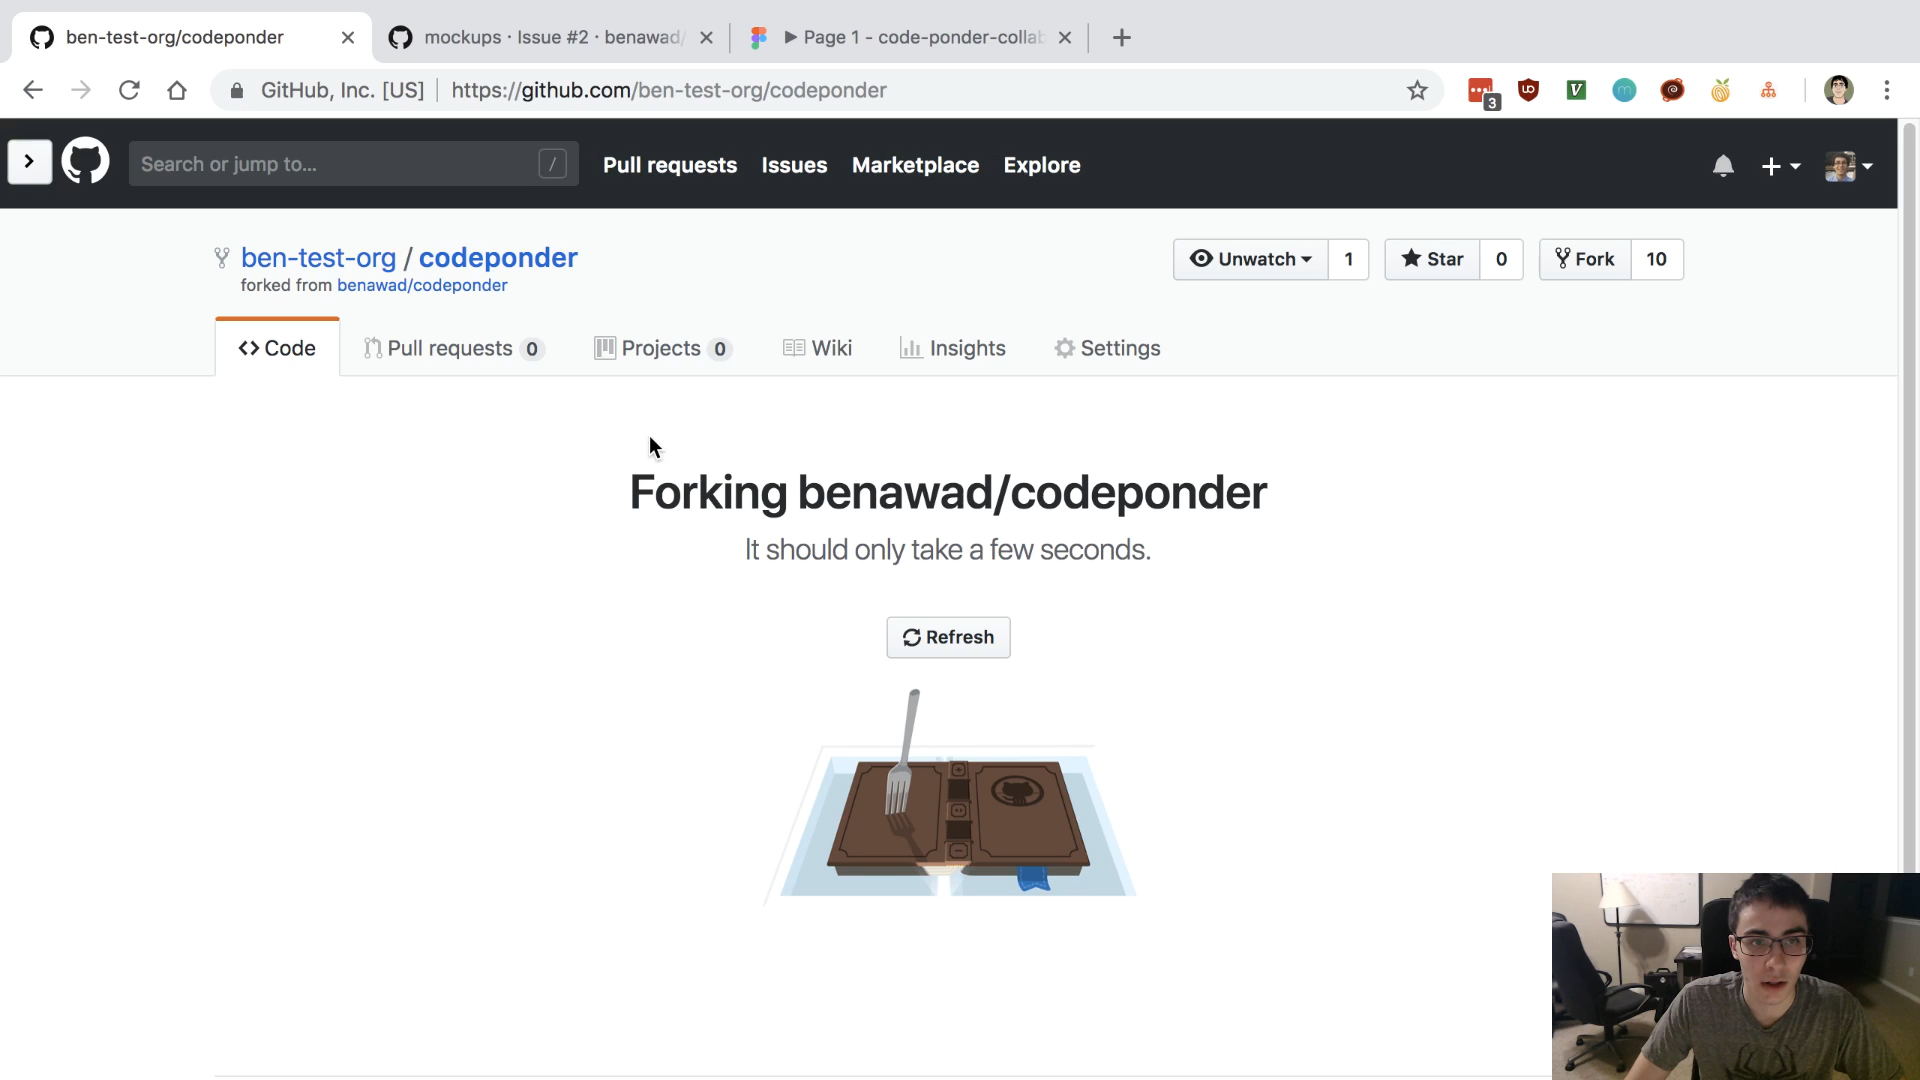 ben-test-org/codeponder
mockups · Issue #2 · benawad/
▶ Page 1 - code-ponder-collab
GitHub, Inc. [US]
https://github.com/ben-test-org/codeponder
3
Search or jump to...
/
Pull requests
Issues
Marketplace
Explore
ben-test-org / codeponder
forked from benawad/codeponder
Unwatch
1
Star
0
Fork
10
Code
Pull requests 0
Projects 0
Wiki
Insights
Settings
Forking benawad/codeponder
It should only take a few seconds.
Refresh